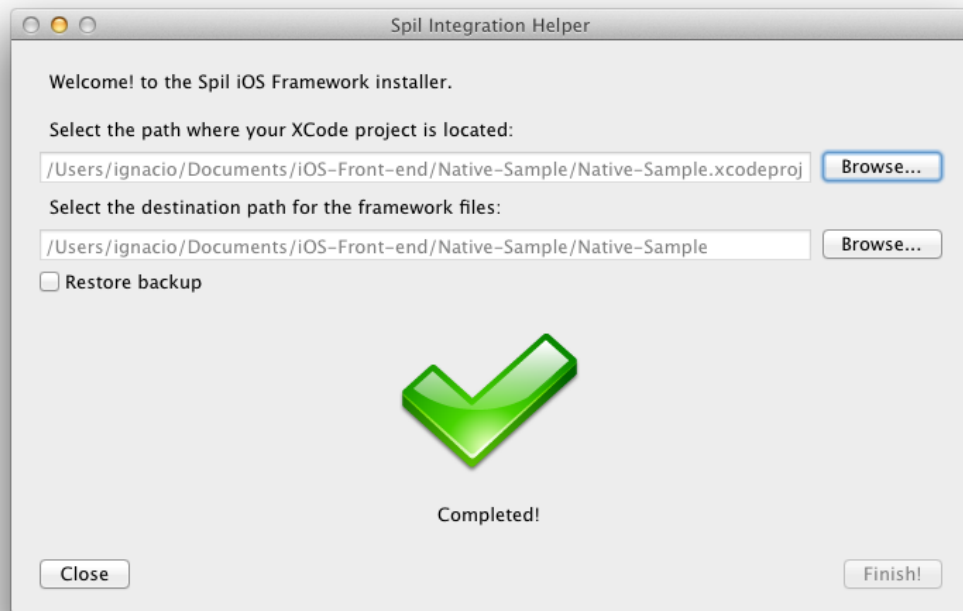 Spil Integration Helper
Welcome! to the Spil iOS Framework installer.
Select the path where your XCode project is located:
/Users/ignacio/Documents/iOS-Front-end/Native-Sample/Native-Sample.xcodeproj Browse...
Select the destination path for the framework files:
/Users/ignacio/Documents/iOS-Front-end/Native-Sample/Native-Sample Browse...
Restore backup
Completed!
Close Finish!